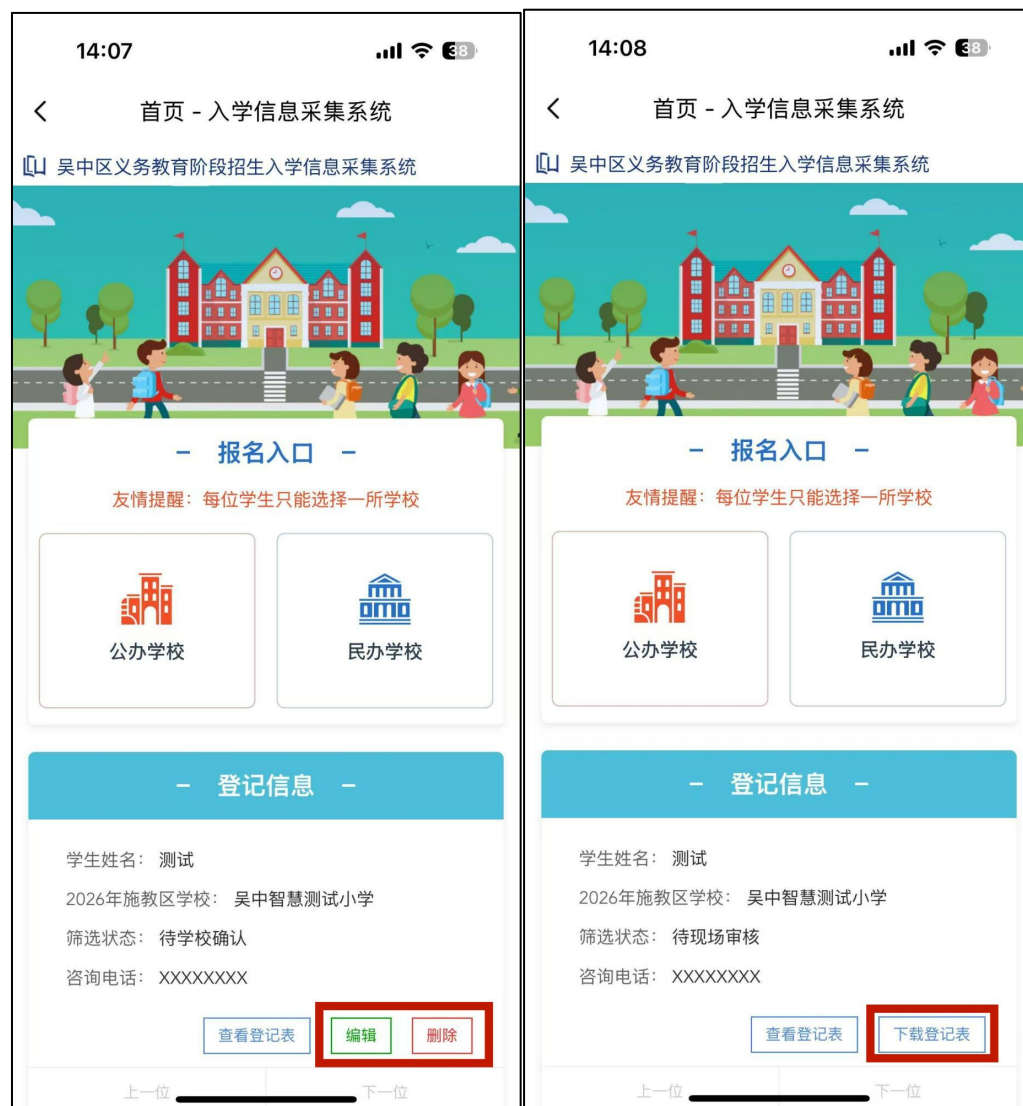 14:07
38
首页 - 入学信息采集系统
吴中区义务教育阶段招生入学信息采集系统
- 报名入口 -
友情提醒：每位学生只能选择一所学校
公办学校
民办学校
- 登记信息 -
学生姓名： 测试
2026年施教区学校： 吴中智慧测试小学
筛选状态： 待学校确认
咨询电话： XXXXXXXX
查看登记表 编辑 删除
上一位 下一位
14:08
38
首页 - 入学信息采集系统
吴中区义务教育阶段招生入学信息采集系统
- 报名入口 -
友情提醒：每位学生只能选择一所学校
公办学校
民办学校
- 登记信息 -
学生姓名： 测试
2026年施教区学校： 吴中智慧测试小学
筛选状态： 待现场审核
咨询电话： XXXXXXXX
查看登记表 下载登记表
上一位 下一位